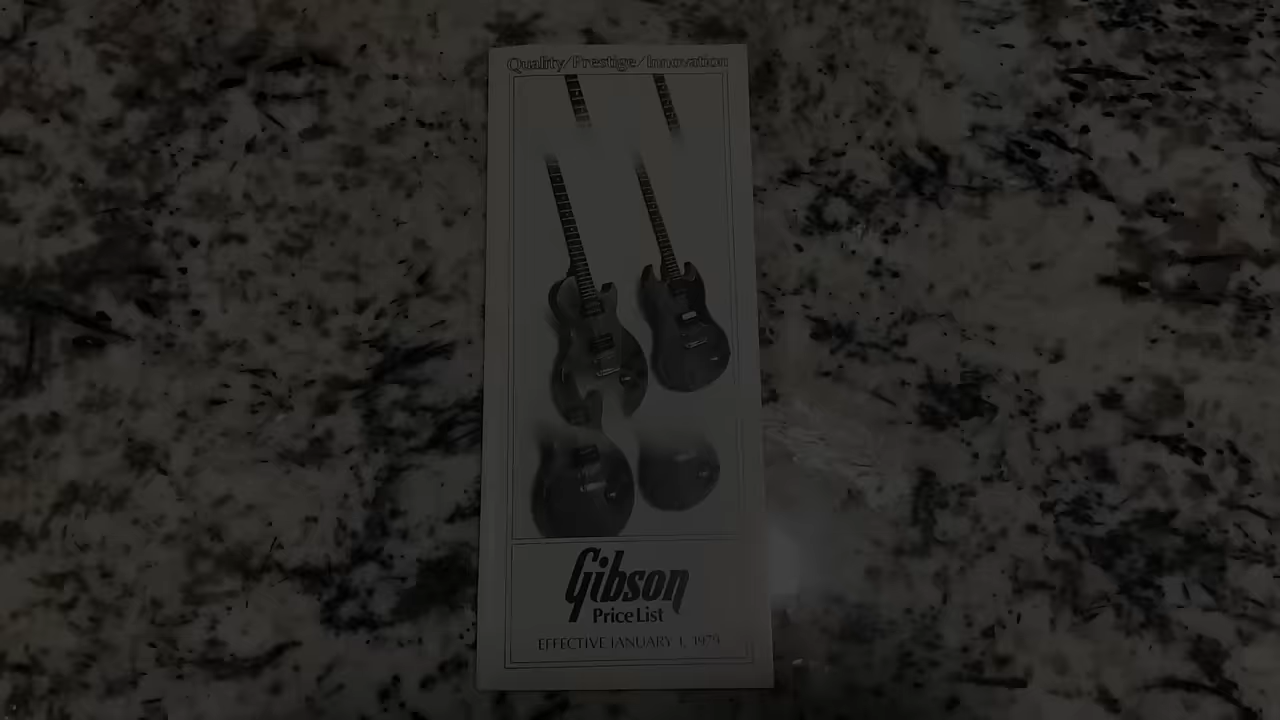 Quality/Prestige/Innovation
Gibson
Price List
EFFECTIVE JANUARY 1, 1979